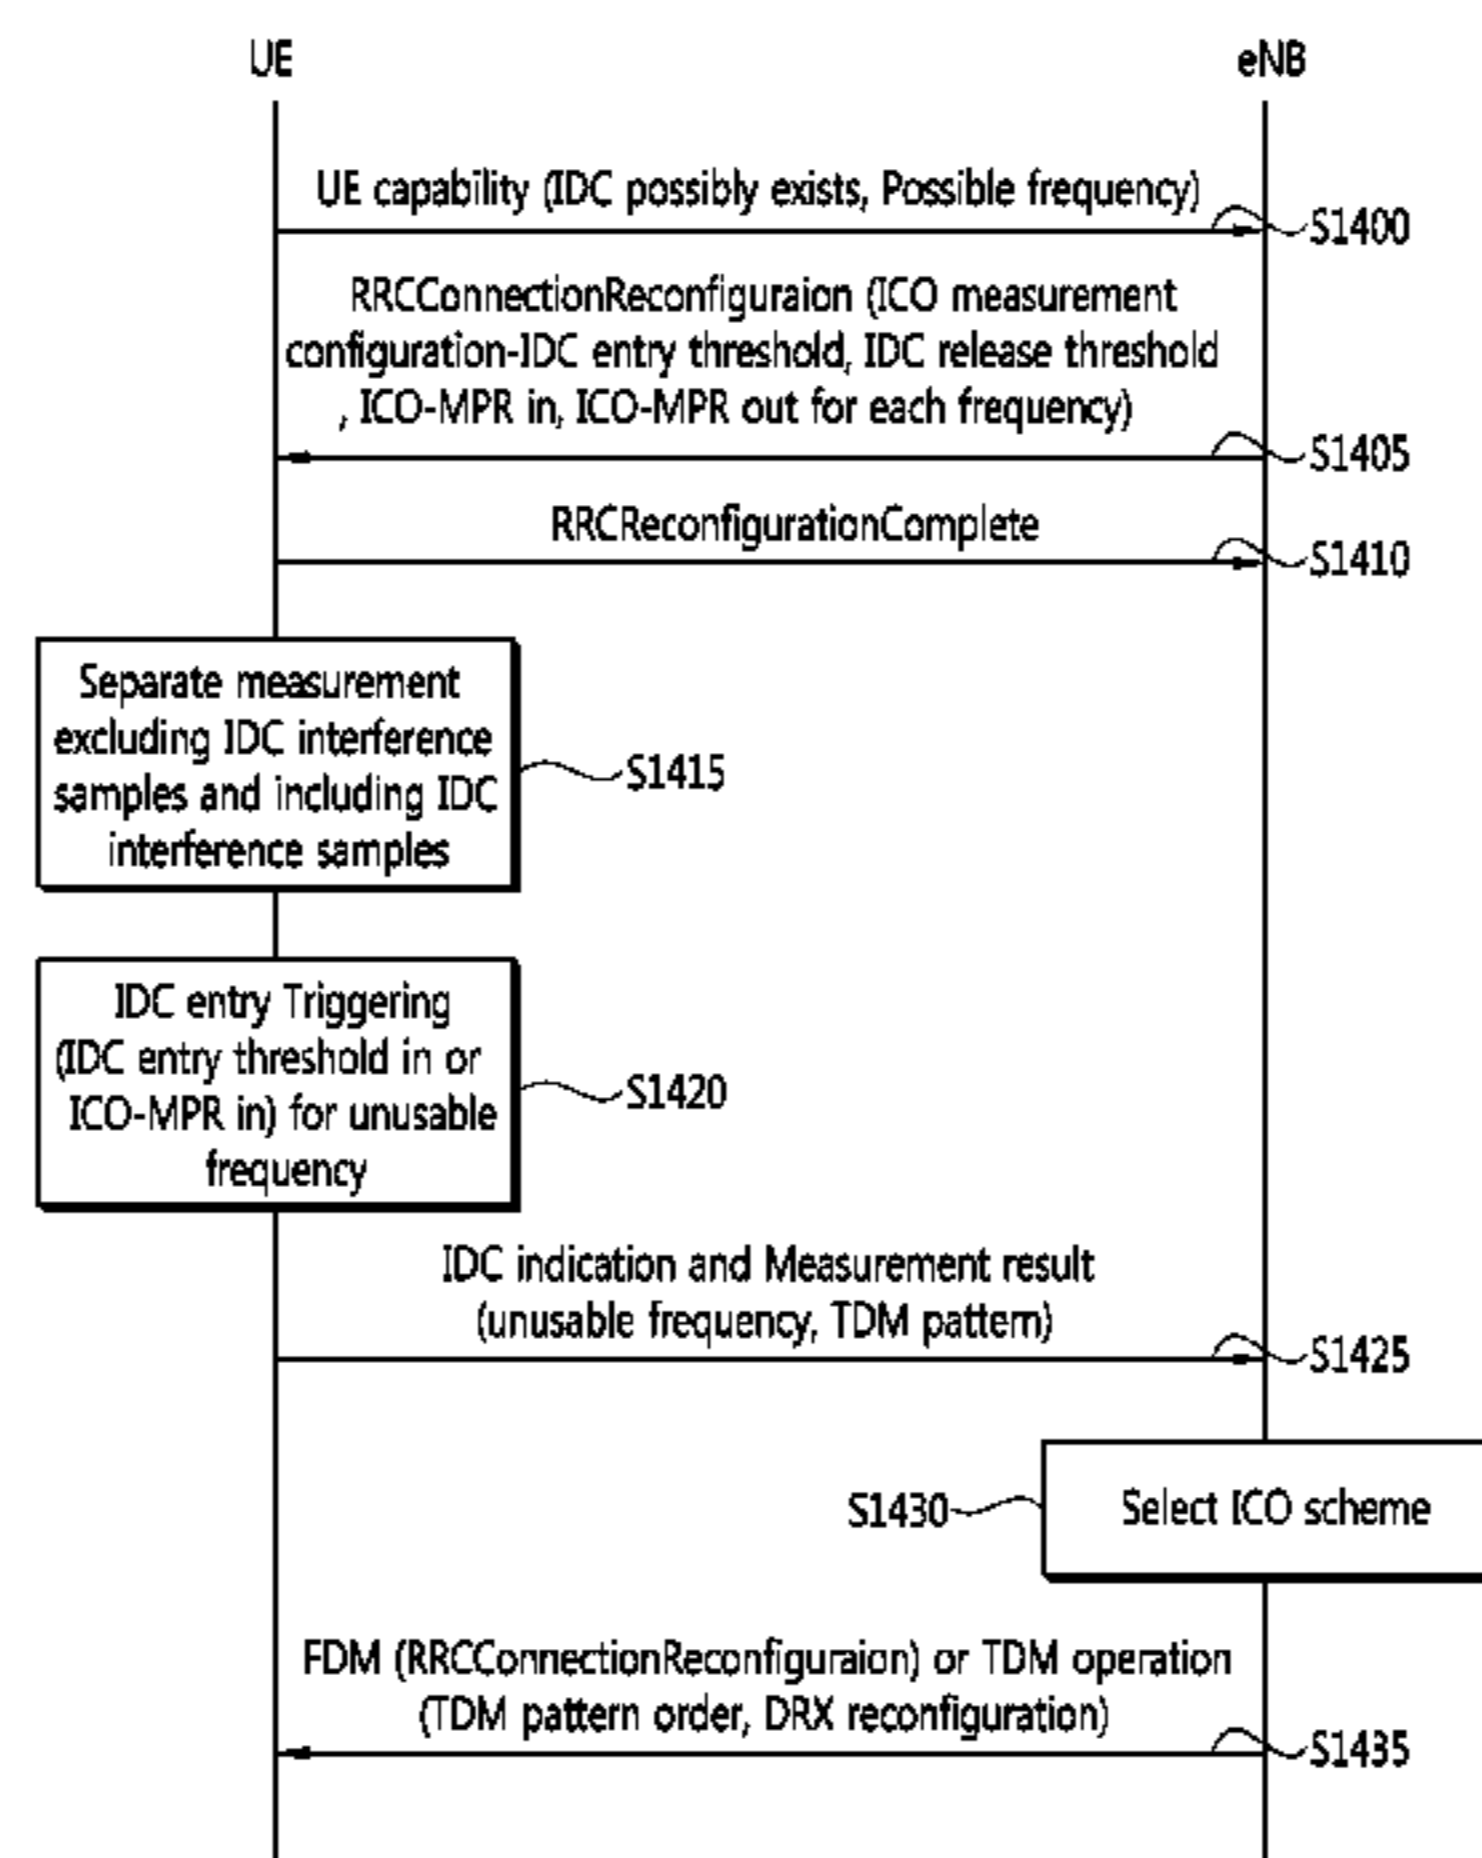 UE
eNB
UE capability (IDC possibly exists, Possible frequency)
S1400
RRCConnectionReconfiguraion (ICO measurement
configuration-IDC entry threshold, IDC release threshold
, ICO-MPR in, ICO-MPR out for each frequency)
S1405
RRCReconfigurationComplete
S1410
Separate measurement
excluding IDC interference
samples and including IDC
interference samples
S1415
IDC entry Triggering
(IDC entry threshold in or
ICO-MPR in) for unusable
frequency
S1420
IDC indication and Measurement result
(unusable frequency, TDM pattern)
S1425
S1430
Select ICO scheme
FDM (RRCConnectionReconfiguraion) or TDM operation
(TDM pattern order, DRX reconfiguration)
S1435